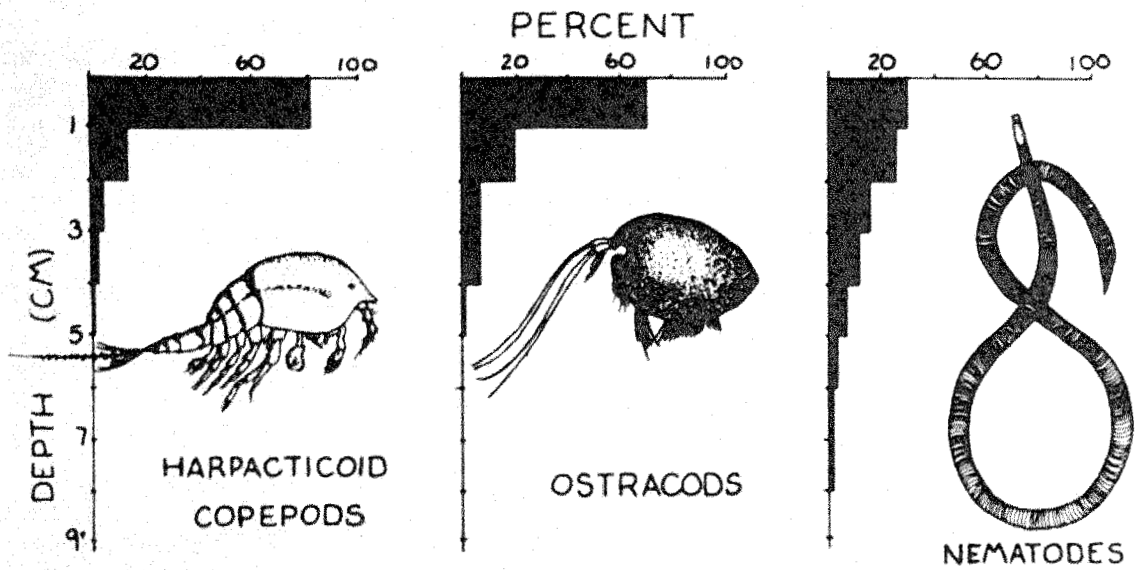 PERCENT
20 60 100
20 60 100
20 60 100
1
3
5
7
9
DEPTH (CM)
HARPACTICOID
COPEPODS
OSTRACODS
NEMATODES